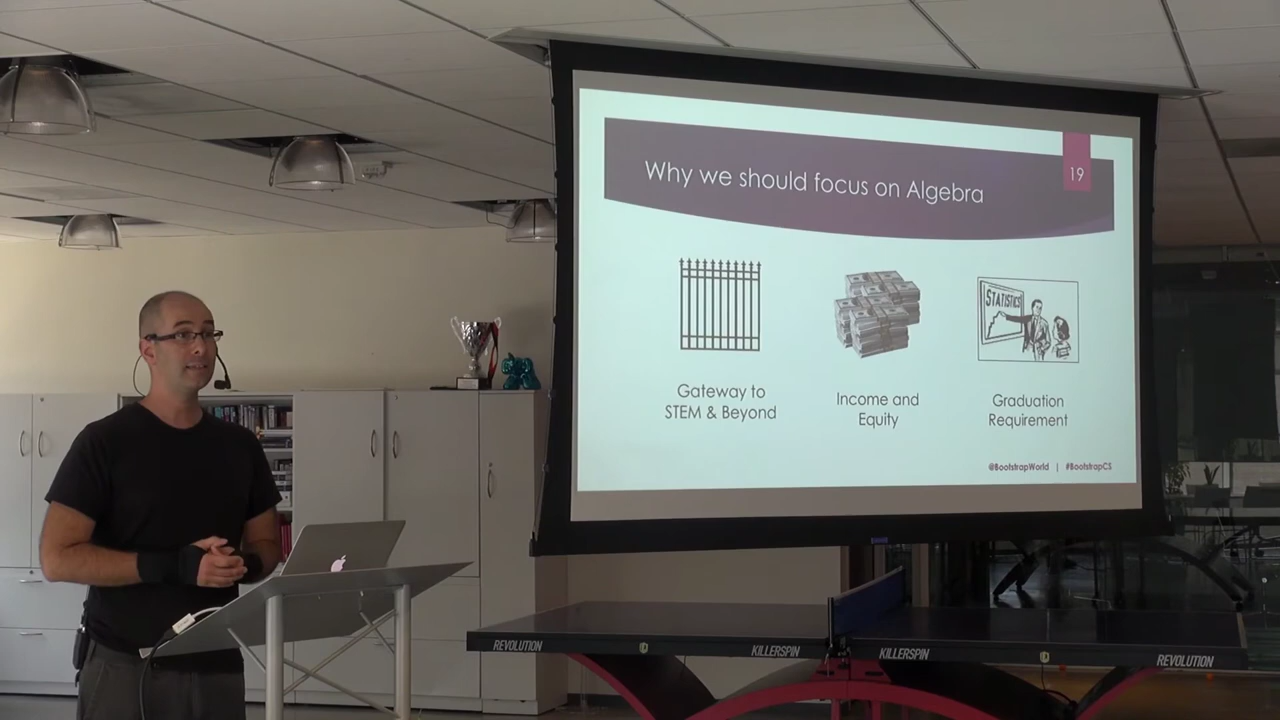 Why we should focus on Algebra
19
STATISTICS
Gateway to
STEM & Beyond
Income and
Equity
Graduation
Requirement
@BootstrapWorld | #BootstrapCS
REVOLUTION
KILLERSPIN
KILLERSPIN
REVOLUTION